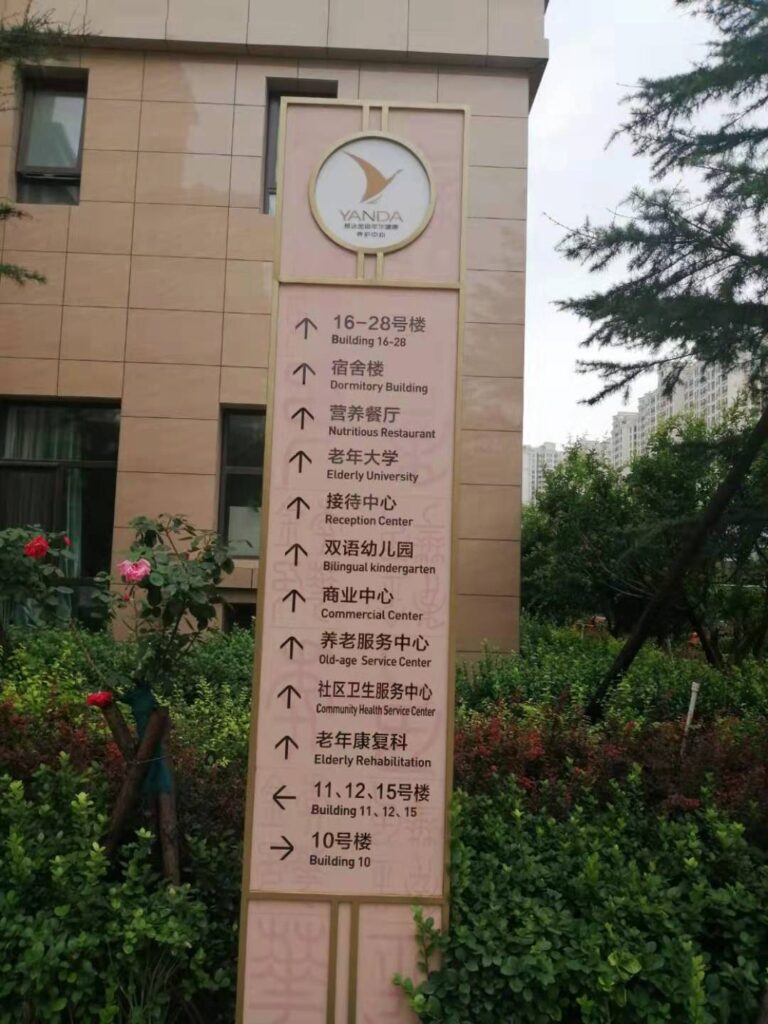 YANDA
养护中心
16-28号楼
Building 16-28
宿舍楼
Dormitory Building
营养餐厅
Nutritious Restaurant
老年大学
Elderly University
接待中心
Reception Center
双语幼儿园
Bilingual kindergarten
商业中心
Commercial Center
养老服务中心
Old-age Service Center
社区卫生服务中心
Community Health Service Center
老年康复科
Elderly Rehabilitation
11、12、15号楼
Building 11、12、15
10号楼
Building 10